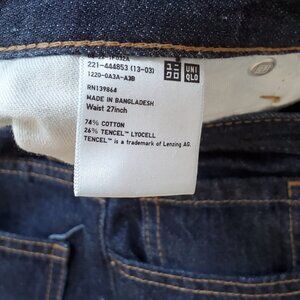 221-444853 (13-03)
1220-0A3A-A3B
UNI
QLO
RN139864
MADE IN BANGLADESH
Waist 27inch
74% COTTON
26% TENCEL™ LYOCELL
TENCEL™ is a trademark of Lenzing AG.